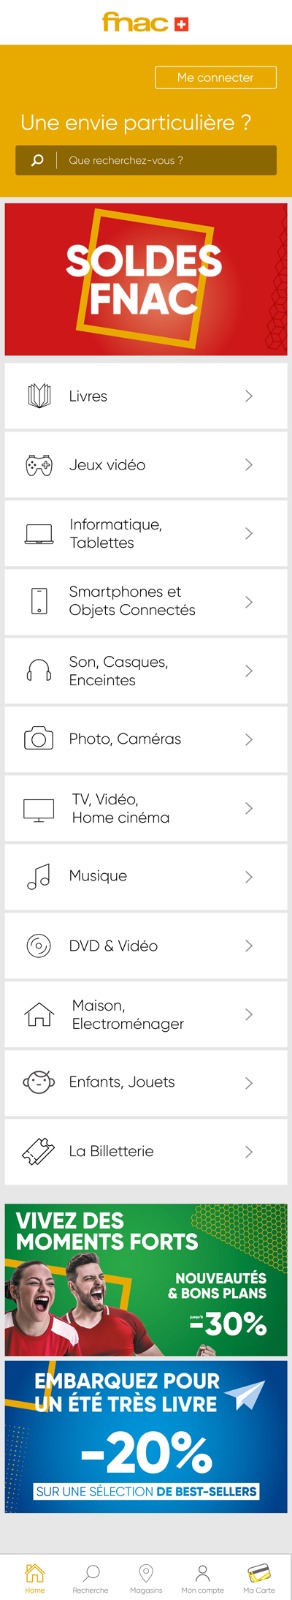 fnac
Me connecter
Une envie particulière ?
Que recherchez-vous ?
SOLDES
FNAC
Livres
Jeux vidéo
Informatique,
Tablettes
Smartphones et
Objets Connectés
Son, Casques,
Enceintes
Photo, Caméras
TV, Vidéo,
Home cinéma
Musique
DVD & Vidéo
Maison,
Electroménager
Enfants, Jouets
La Billetterie
VIVEZ DES
MOMENTS FORTS
NOUVEAUTÉS
& BONS PLANS
jusqu'à
-30%
EMBARQUEZ POUR
UN ÉTÉ TRÈS LIVRE
-20%
SUR UNE SÉLECTION DE BEST-SELLERS
Home
Recherche
Magasins
Mon compte
Ma Carte